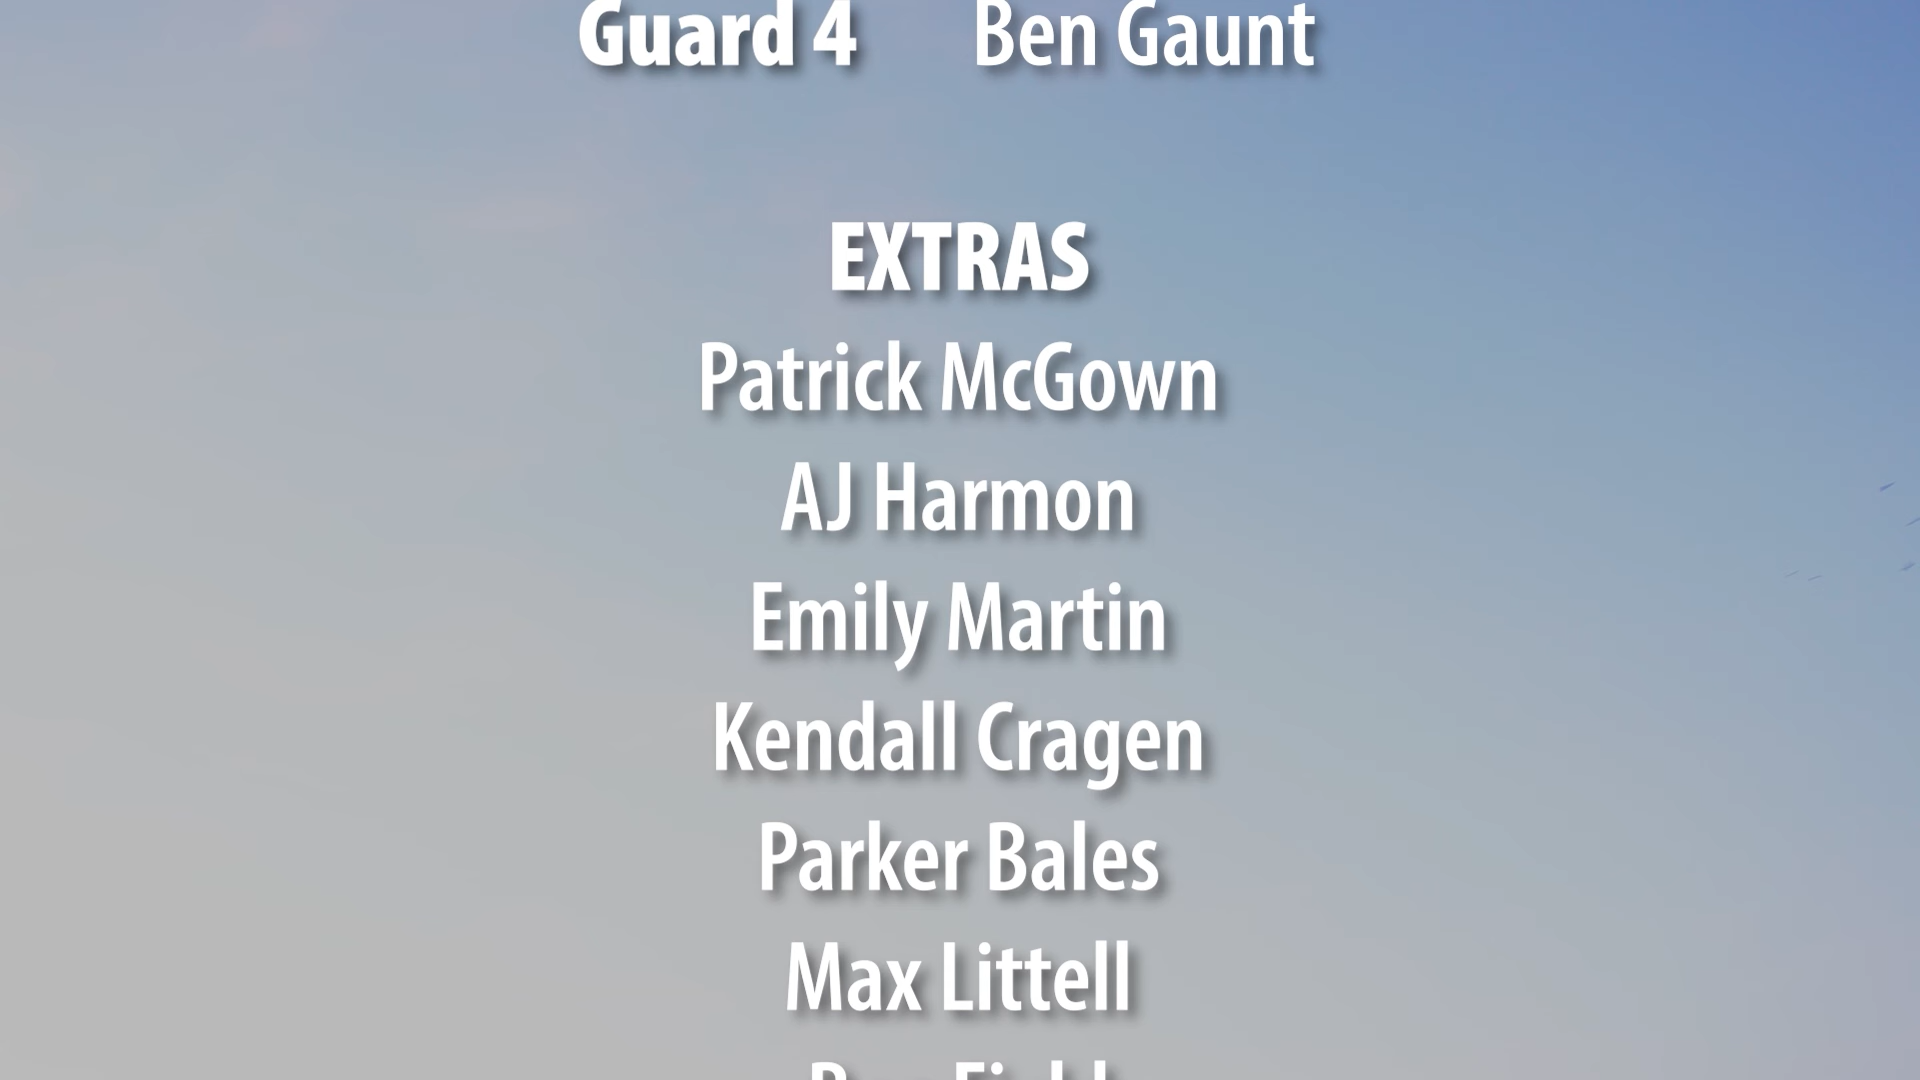 Guard 4 Ben Gaunt
EXTRAS
Patrick McGown
AJ Harmon
Emily Martin
Kendall Cragen
Parker Bales
Max Littell